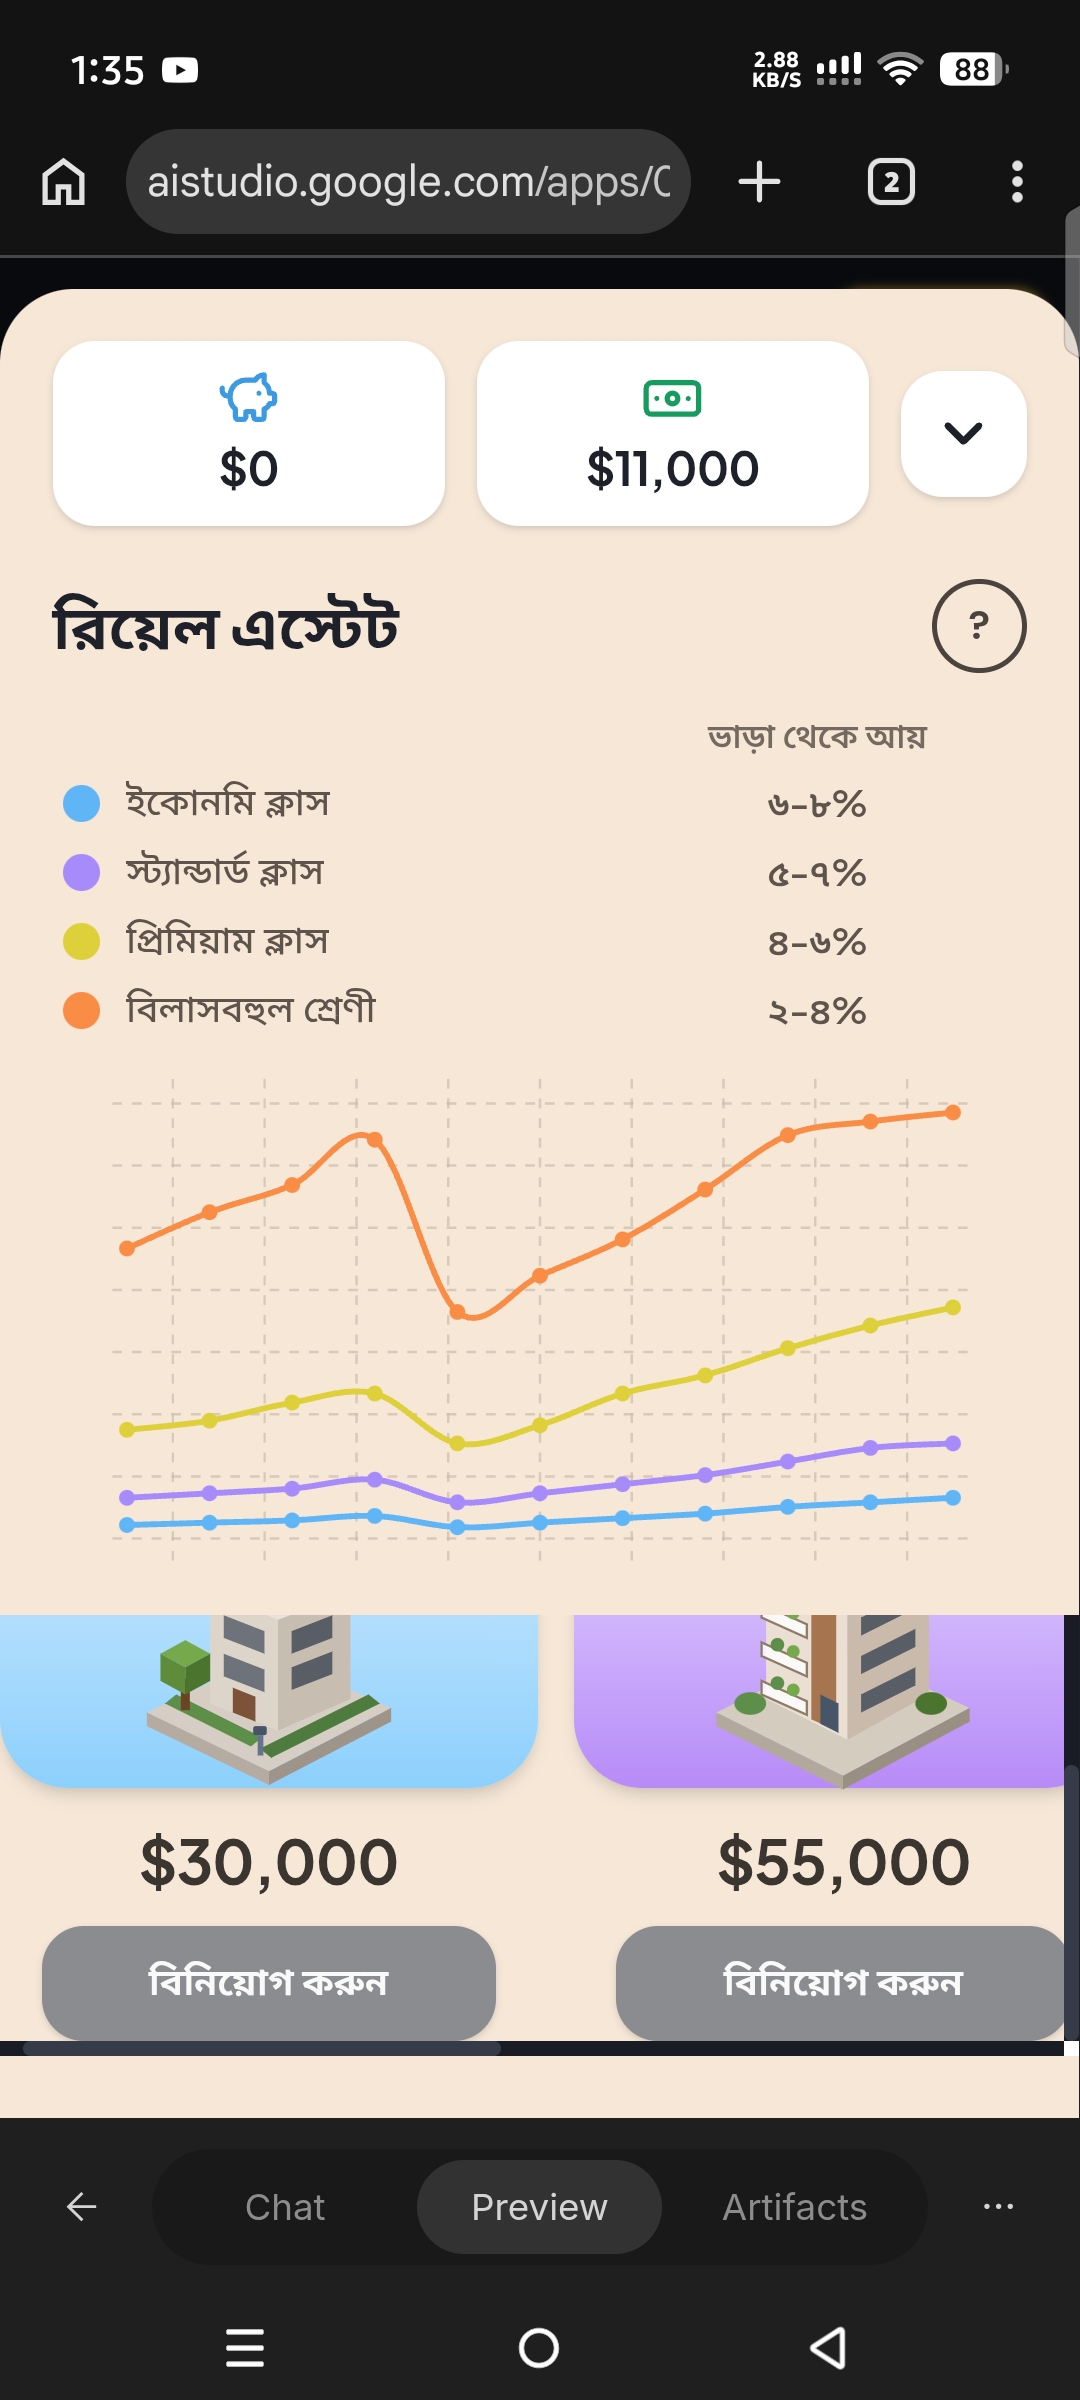 1:35
2.88
KB/S
88
aistudio.google.com/apps/
2
$0
$11,000
রিয়েল এস্টেট
?
ভাড়া থেকে আয়
ইকোনমি ক্লাস ৬-৮%
স্ট্যান্ডার্ড ক্লাস ৫-৭%
প্রিমিয়াম ক্লাস ৪-৬%
বিলাসবহুল শ্রেণী ২-৪%
$30,000
$55,000
বিনিয়োগ করুন
বিনিয়োগ করুন
Chat
Preview
Artifacts